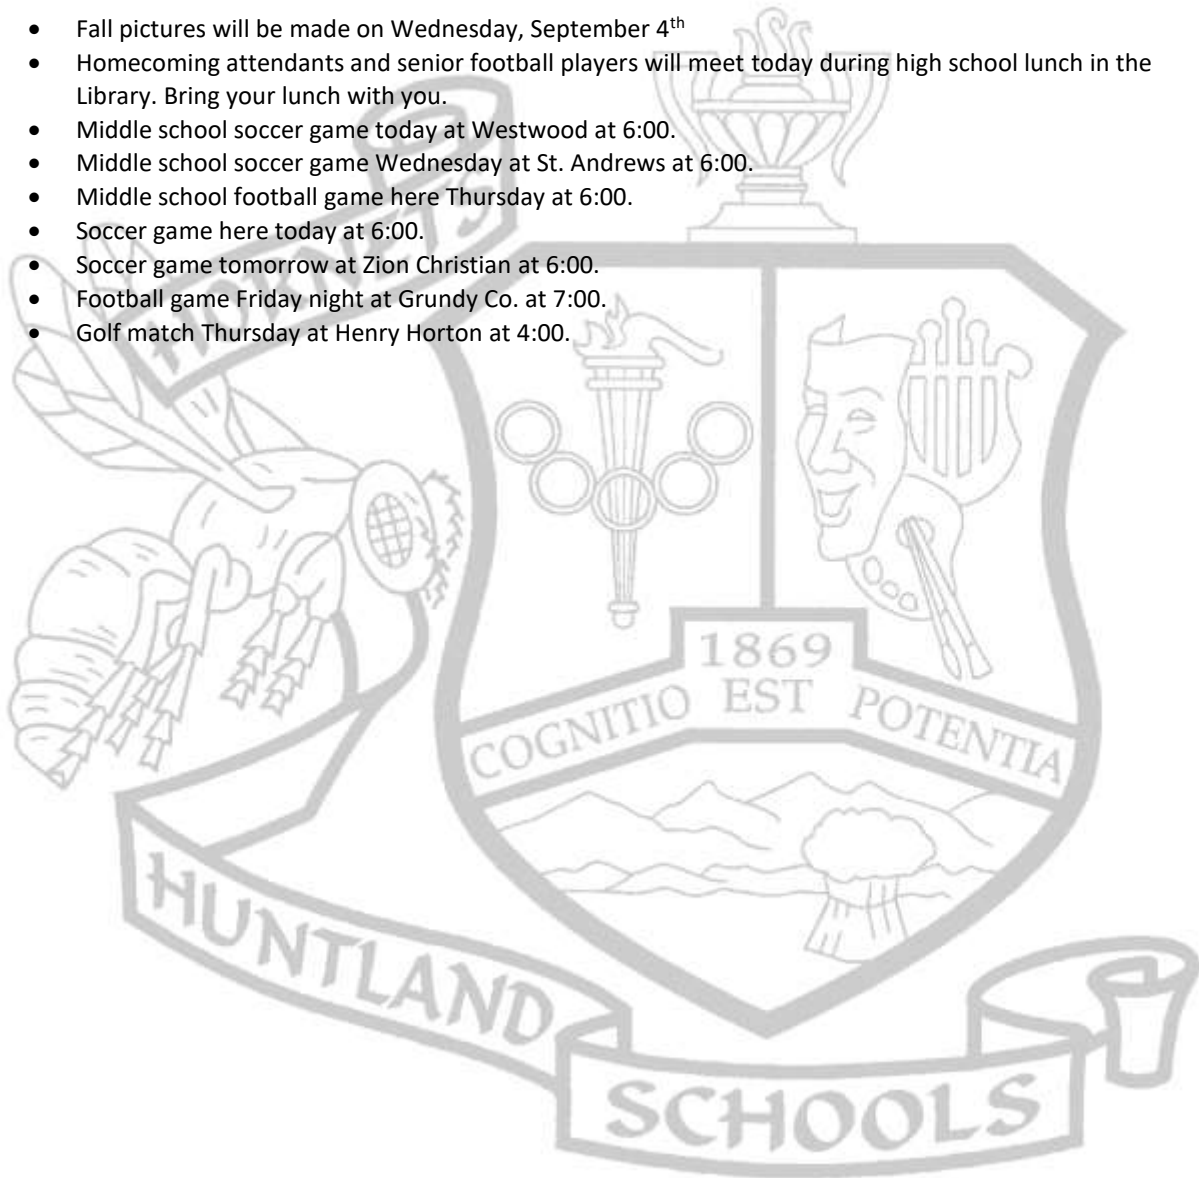 • Fall pictures will be made on Wednesday, September 4th
• Homecoming attendants and senior football players will meet today during high school lunch in the
Library. Bring your lunch with you.
• Middle school soccer game today at Westwood at 6:00.
• Middle school soccer game Wednesday at St. Andrews at 6:00.
• Middle school football game here Thursday at 6:00.
• Soccer game here today at 6:00.
• Soccer game tomorrow at Zion Christian at 6:00.
• Football game Friday night at Grundy Co. at 7:00.
• Golf match Thursday at Henry Horton at 4:00.
HORNETS
1869
COGNITIO EST POTENTIA
HUNTLAND
SCHOOLS